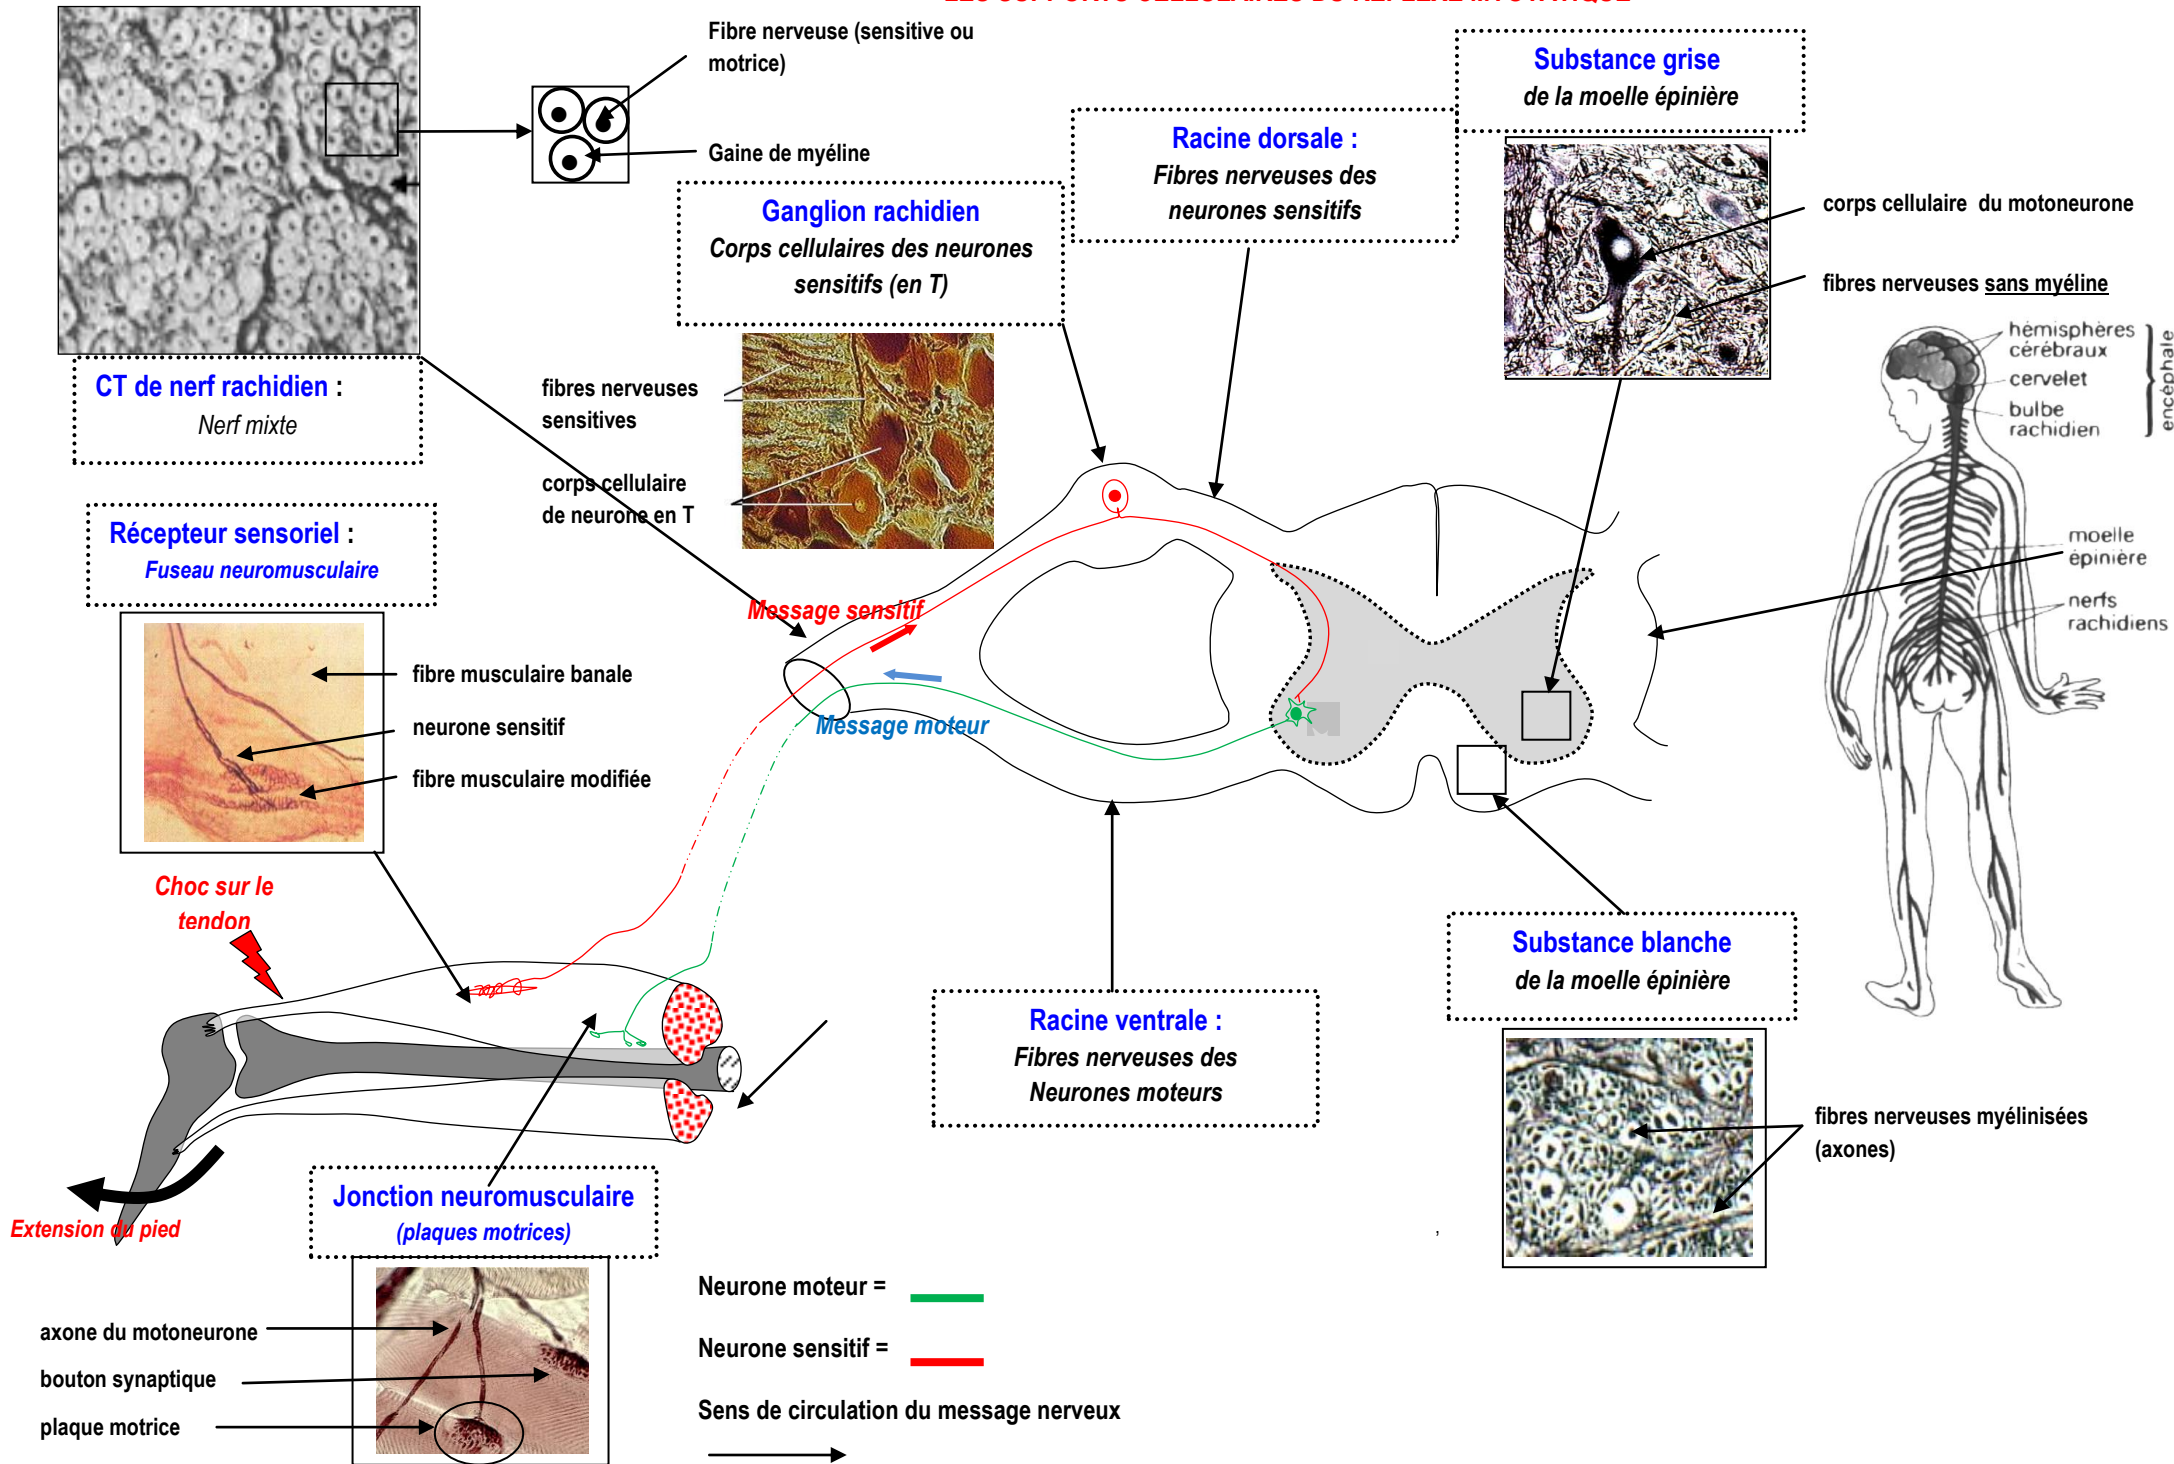 Fibre nerveuse (sensitive ou
motrice)
Gaine de myéline
CT de nerf rachidien :
Nerf mixte
Ganglion rachidien
Corps cellulaires des neurones
sensitifs (en T)
fibres nerveuses
sensitives
corps cellulaire
de neurone en T
Racine dorsale :
Fibres nerveuses des
neurones sensitifs
Substance grise
de la moelle épinière
corps cellulaire du motoneurone
fibres nerveuses sans myéline
hémisphères
cérébraux
cervelet
bulbe
rachidien
encéphale
moelle
épinière
nerfs
rachidiens
Récepteur sensoriel :
Fuseau neuromusculaire
fibre musculaire banale
neurone sensitif
fibre musculaire modifiée
Message sensitif
Message moteur
Choc sur le
tendon
Extension du pied
Jonction neuromusculaire
(plaques motrices)
axone du motoneurone
bouton synaptique
plaque motrice
Racine ventrale :
Fibres nerveuses des
Neurones moteurs
Substance blanche
de la moelle épinière
fibres nerveuses myélinisées
(axones)
,
Neurone moteur =
Neurone sensitif =
Sens de circulation du message nerveux